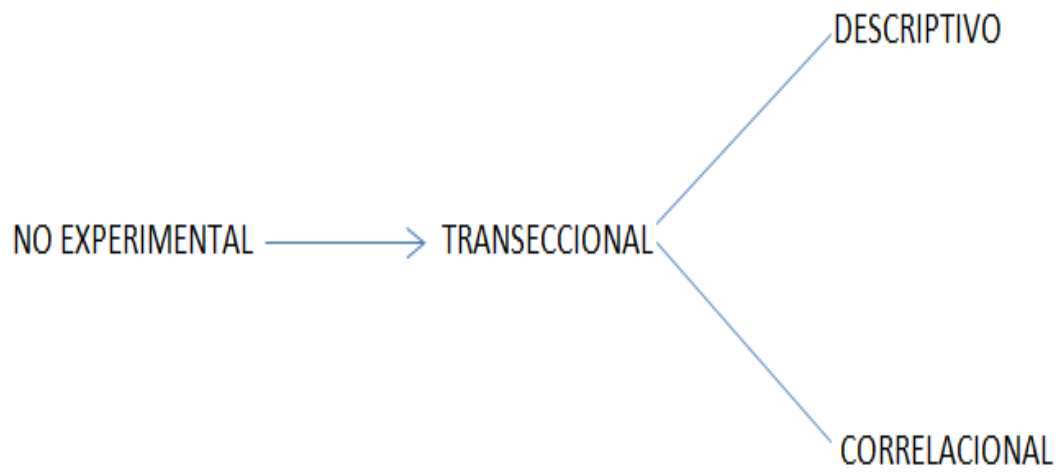 DESCRIPTIVO
NO EXPERIMENTAL
TRANSECCIONAL
CORRELACIONAL